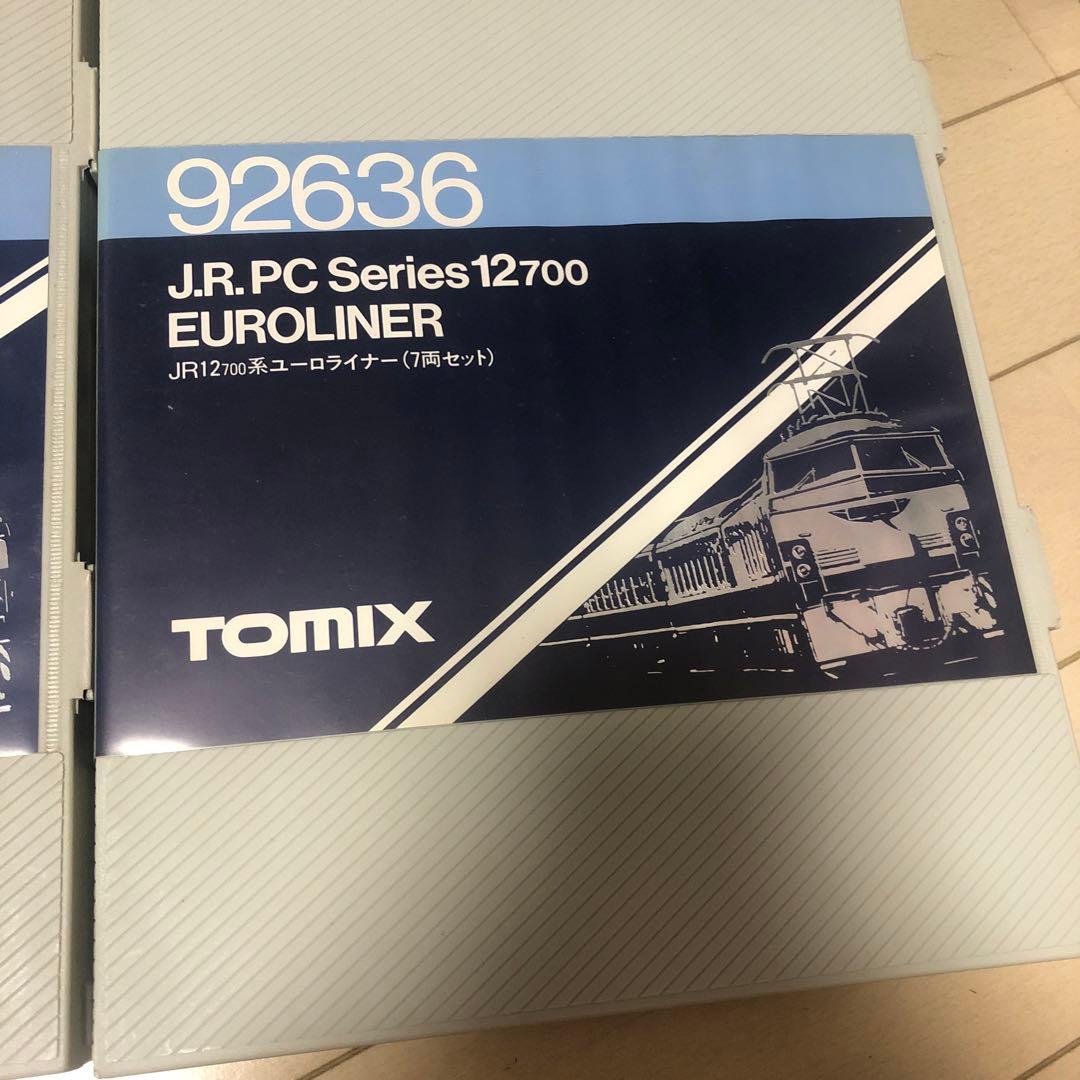 92636
J.R. PC Series 12700
EUROLINER
JR12700系ユーロライナー(7両セット)
TOMIX